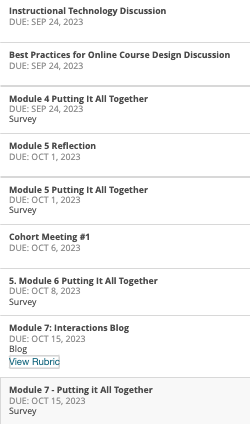 Instructional Technology Discussion
DUE: SEP 24, 2023
Best Practices for Online Course Design Discussion
DUE: SEP 24, 2023
Module 4 Putting It All Together
DUE: SEP 24, 2023
Survey
Module 5 Reflection
DUE: OCT 1, 2023
Module 5 Putting It All Together
DUE: OCT 1, 2023
Survey
Cohort Meeting #1
DUE: OCT 6, 2023
5. Module 6 Putting It All Together
DUE: OCT 8, 2023
Survey
Module 7: Interactions Blog
DUE: OCT 15, 2023
Blog
View Rubric
Module 7 - Putting it All Together
DUE: OCT 15, 2023
Survey